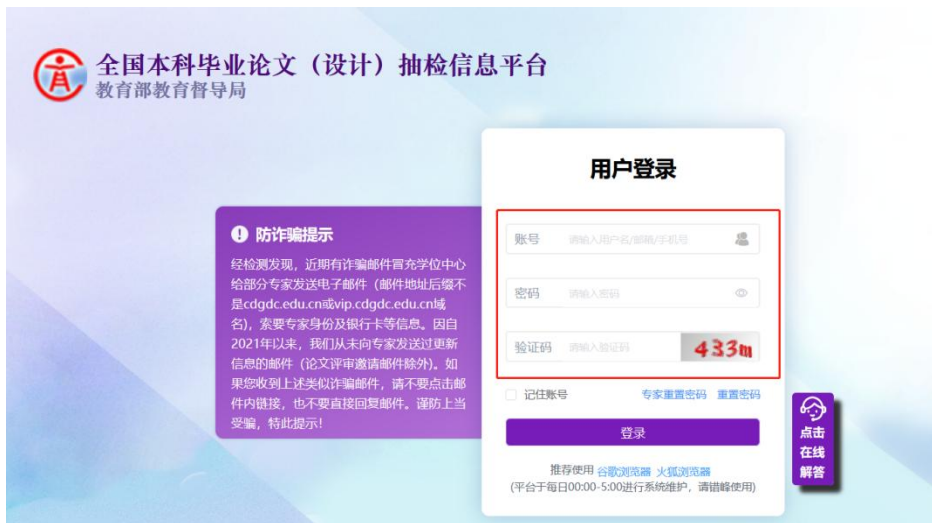 全国本科毕业论文（设计）抽检信息平台
教育部教育督导局
防诈骗提示
经检测发现，近期有诈骗邮件冒充学位中心
给部分专家发送电子邮件（邮件地址后缀不
是cdgdc.edu.cn或vip.cdgdc.edu.cn域
名），索要专家身份及银行卡等信息。因自
2021年以来，我们从未向专家发送过更新
信息的邮件（论文评审邀请邮件除外）。如
果您收到上述类似诈骗邮件，请不要点击邮
件内链接，也不要直接回复邮件。谨防上当
受骗，特此提示！
用户登录
账号 请输入用户名/邮箱/手机号
密码 请输入密码
验证码 请输入验证码 433m
记住账号 专家重置密码 重置密码
登录
推荐使用 谷歌浏览器 火狐浏览器
(平台于每日00:00-5:00进行系统维护，请错峰使用)
点击
在线
解答